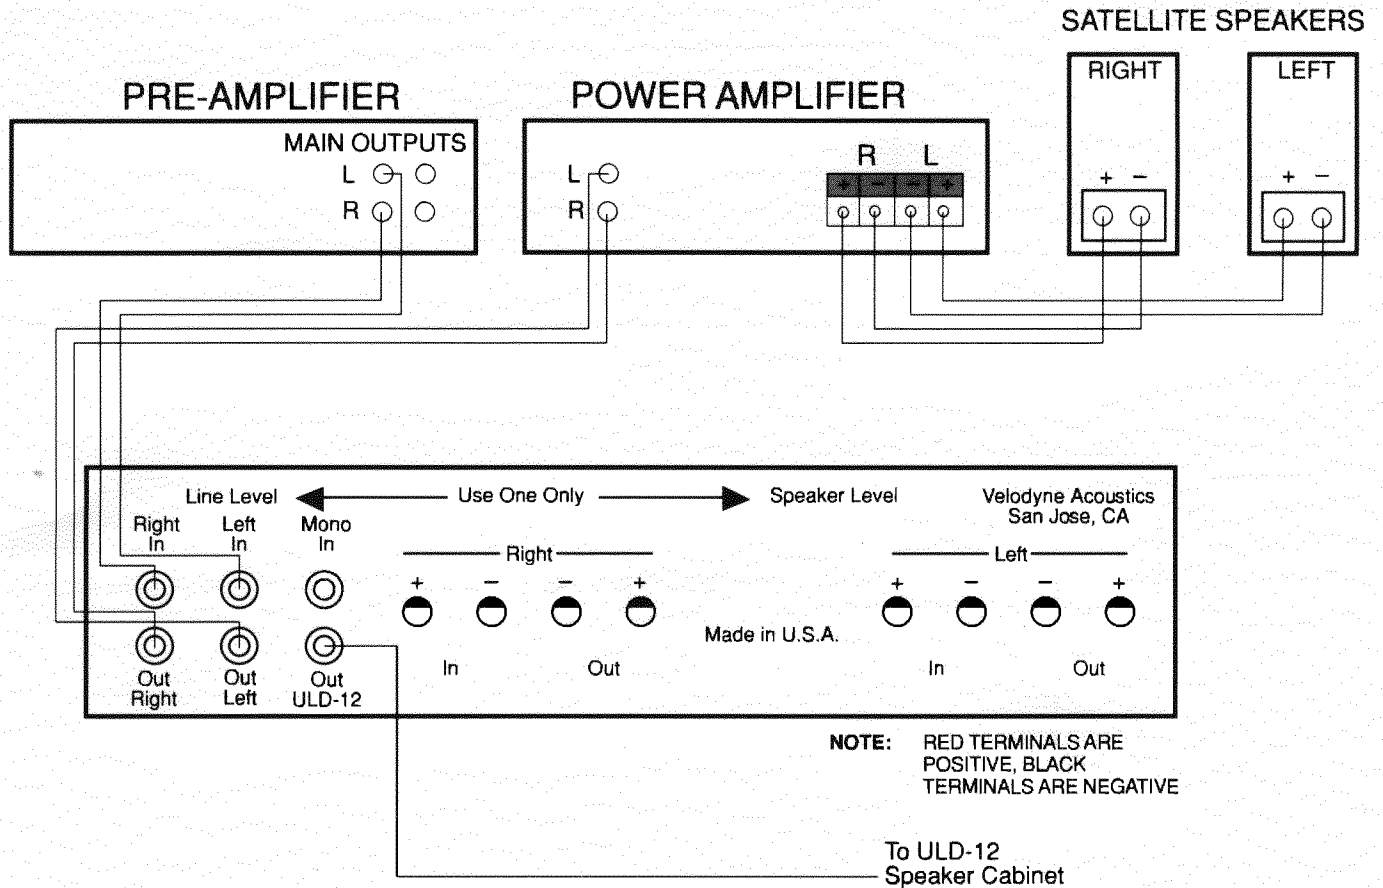 SATELLITE SPEAKERS
RIGHT
LEFT
PRE-AMPLIFIER
POWER AMPLIFIER
MAIN OUTPUTS
L
R
L
R
R L
+ − − +
+ −
+ −
Line Level
Use One Only
Speaker Level
Velodyne Acoustics
San Jose, CA
Right
In
Left
In
Mono
In
Right
+ − − +
Left
+ − − +
Made in U.S.A.
In
Out
In
Out
Out
Right
Out
Left
Out
ULD-12
NOTE: RED TERMINALS ARE
POSITIVE, BLACK
TERMINALS ARE NEGATIVE
To ULD-12
Speaker Cabinet